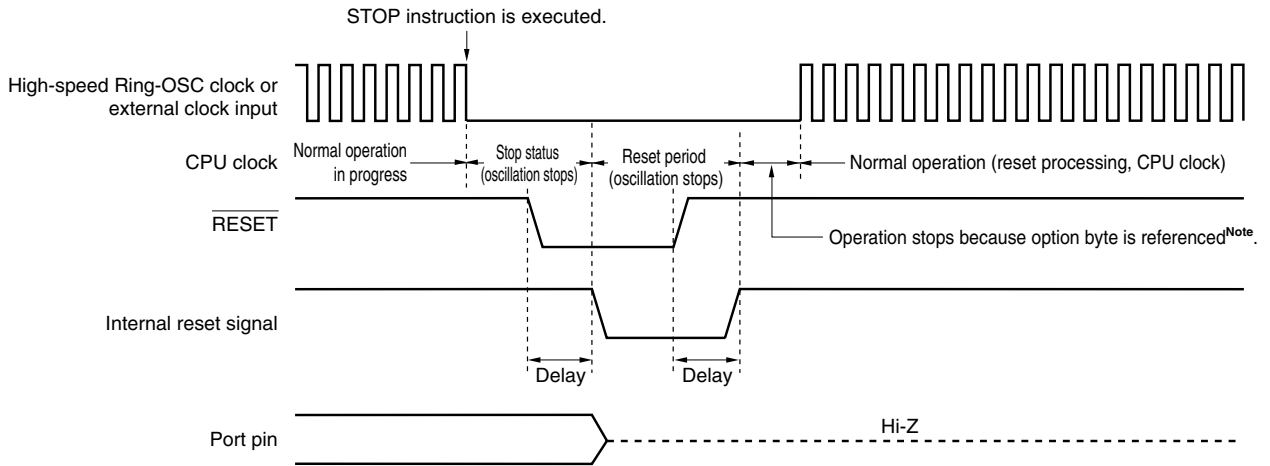 STOP instruction is executed.
High-speed Ring-OSC clock or
external clock input
CPU clock
Normal operation
in progress
Stop status
(oscillation stops)
Reset period
(oscillation stops)
Normal operation (reset processing, CPU clock)
RESET
Operation stops because option byte is referencedNote.
Internal reset signal
Delay
Delay
Port pin
Hi-Z